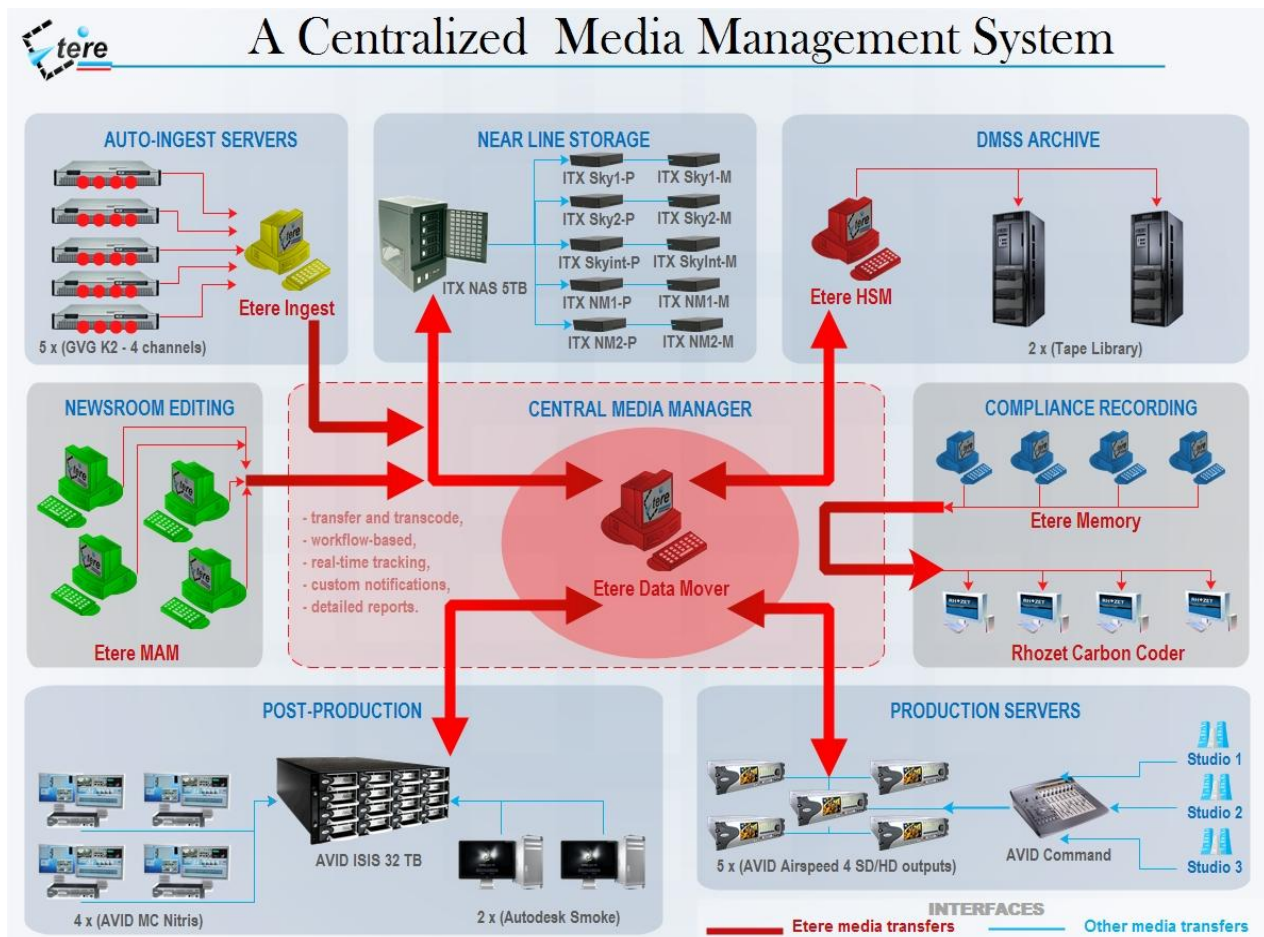 tere
A Centralized Media Management System
AUTO-INGEST SERVERS
Etere Ingest
5 x (GVG K2 - 4 channels)
NEAR LINE STORAGE
ITX NAS 5TB
ITX Sky1-P
ITX Sky1-M
ITX Sky2-P
ITX Sky2-M
ITX Skyint-P
ITX SkyInt-M
ITX NM1-P
ITX NM1-M
ITX NM2-P
ITX NM2-M
DMSS ARCHIVE
Etere HSM
2 x (Tape Library)
NEWSROOM EDITING
Etere MAM
CENTRAL MEDIA MANAGER
- transfer and transcode,
- workflow-based,
- real-time tracking,
- custom notifications,
- detailed reports.
Etere Data Mover
COMPLIANCE RECORDING
Etere Memory
Rhozet Carbon Coder
POST-PRODUCTION
AVID ISIS 32 TB
4 x (AVID MC Nitris)
2 x (Autodesk Smoke)
PRODUCTION SERVERS
5 x (AVID Airspeed 4 SD/HD outputs)
AVID Command
Studio 1
Studio 2
Studio 3
INTERFACES
Etere media transfers
Other media transfers